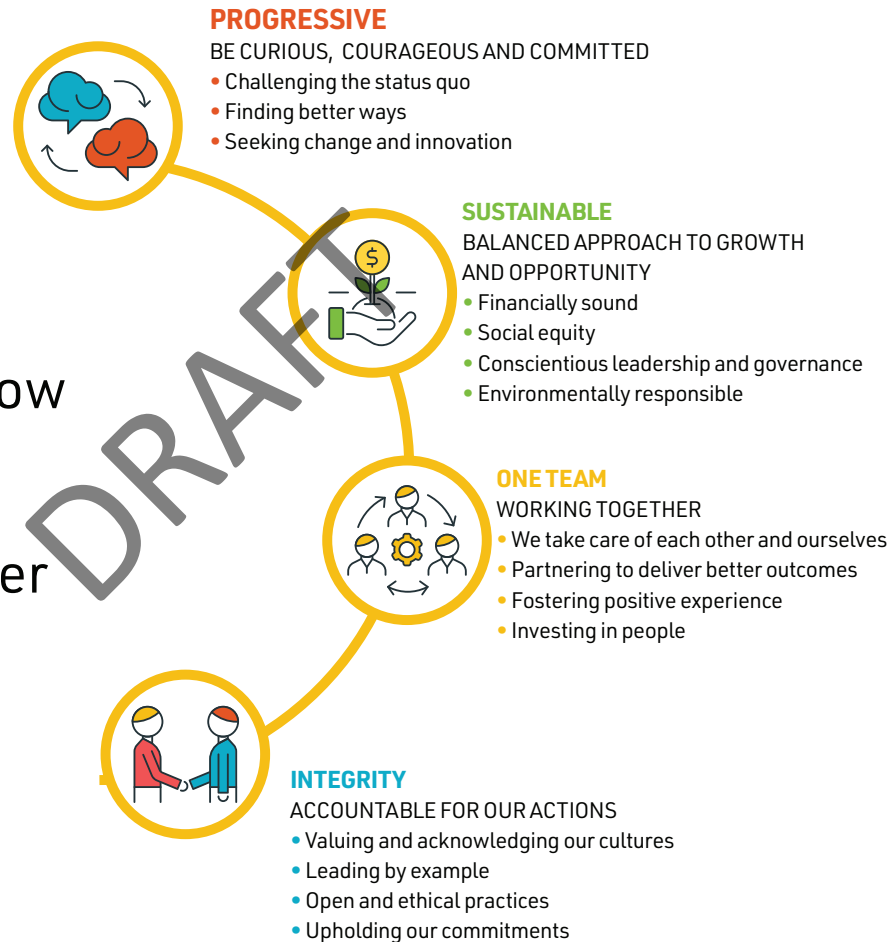 PROGRESSIVE
BE CURIOUS, COURAGEOUS AND COMMITTED
• Challenging the status quo
• Finding better ways
• Seeking change and innovation
$
SUSTAINABLE
BALANCED APPROACH TO GROWTH
AND OPPORTUNITY
• Financially sound
• Social equity
• Conscientious leadership and governance
• Environmentally responsible
ow
er
DRAFT
ONE TEAM
WORKING TOGETHER
• We take care of each other and ourselves
• Partnering to deliver better outcomes
• Fostering positive experience
• Investing in people
INTEGRITY
ACCOUNTABLE FOR OUR ACTIONS
• Valuing and acknowledging our cultures
• Leading by example
• Open and ethical practices
• Upholding our commitments